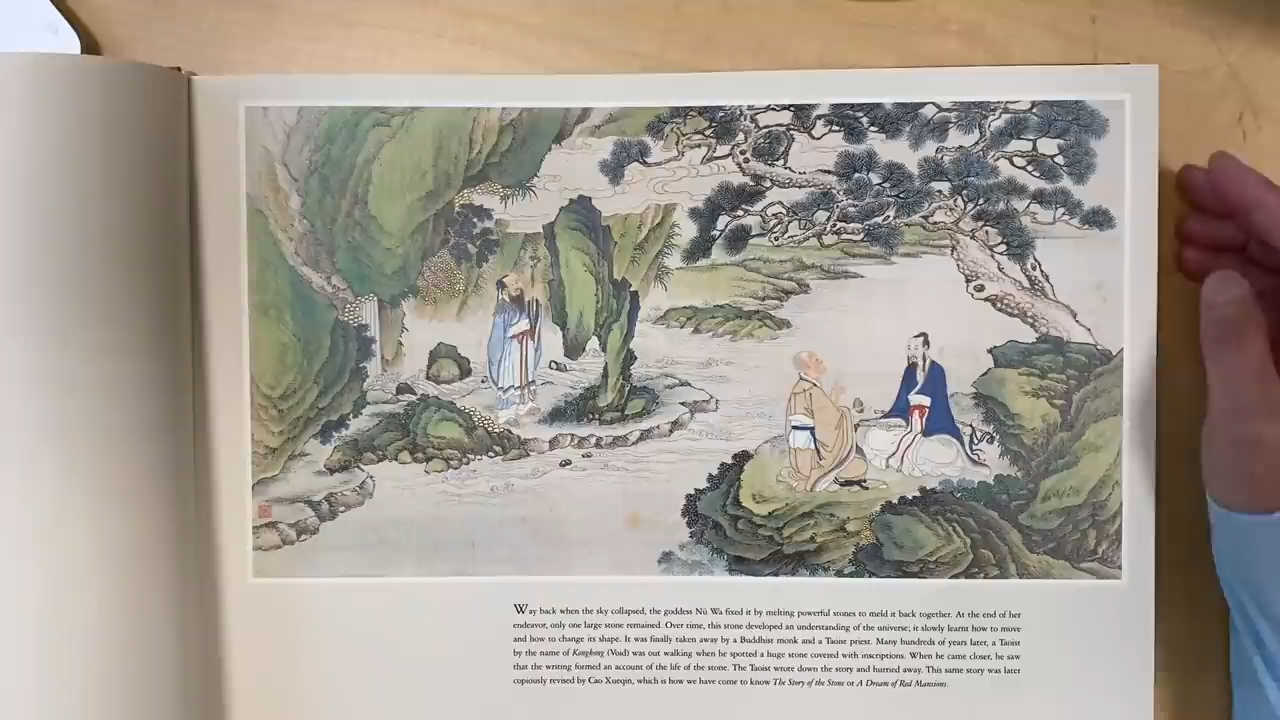 Way back when the sky collapsed, the goddess Nü Wa fixed it by melting powerful stones to meld it back together. At the end of her
endeavor, only one large stone remained. Over time, this stone developed an understanding of the universe; it slowly learnt how to move
and how to change its shape. It was finally taken away by a Buddhist monk and a Taoist priest. Many hundreds of years later, a Taoist
by the name of Kongkong (Void) was out walking when he spotted a huge stone covered with inscriptions. When he came closer, he saw
that the writing formed an account of the life of the stone. The Taoist wrote down the story and hurried away. This same story was later
copiously revised by Cao Xueqin, which is how we have come to know The Story of the Stone or A Dream of Red Mansions.